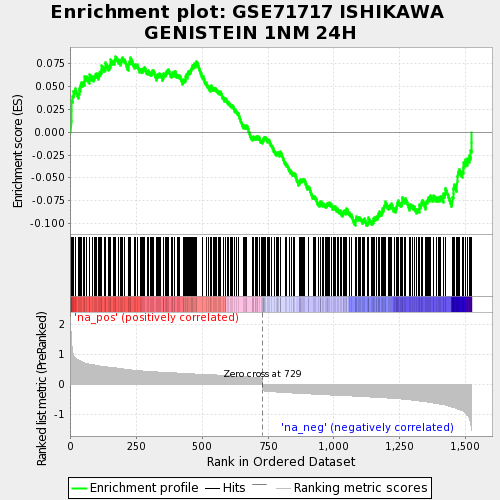 Enrichment plot: GSE71717 ISHIKAWA
GENISTEIN 1NM 24H
Enrichment score (ES)
0.075
0.050
0.025
0.000
-0.025
-0.050
-0.075
-0.100
'na_pos' (positively correlated)
Ranked list metric (PreRanked)
2
1
0
-1
Zero cross at 729
'na_neg' (negatively correlated)
0
250
500
750
1,000
1,250
1,500
Rank in Ordered Dataset
Enrichment profile
Hits
Ranking metric scores